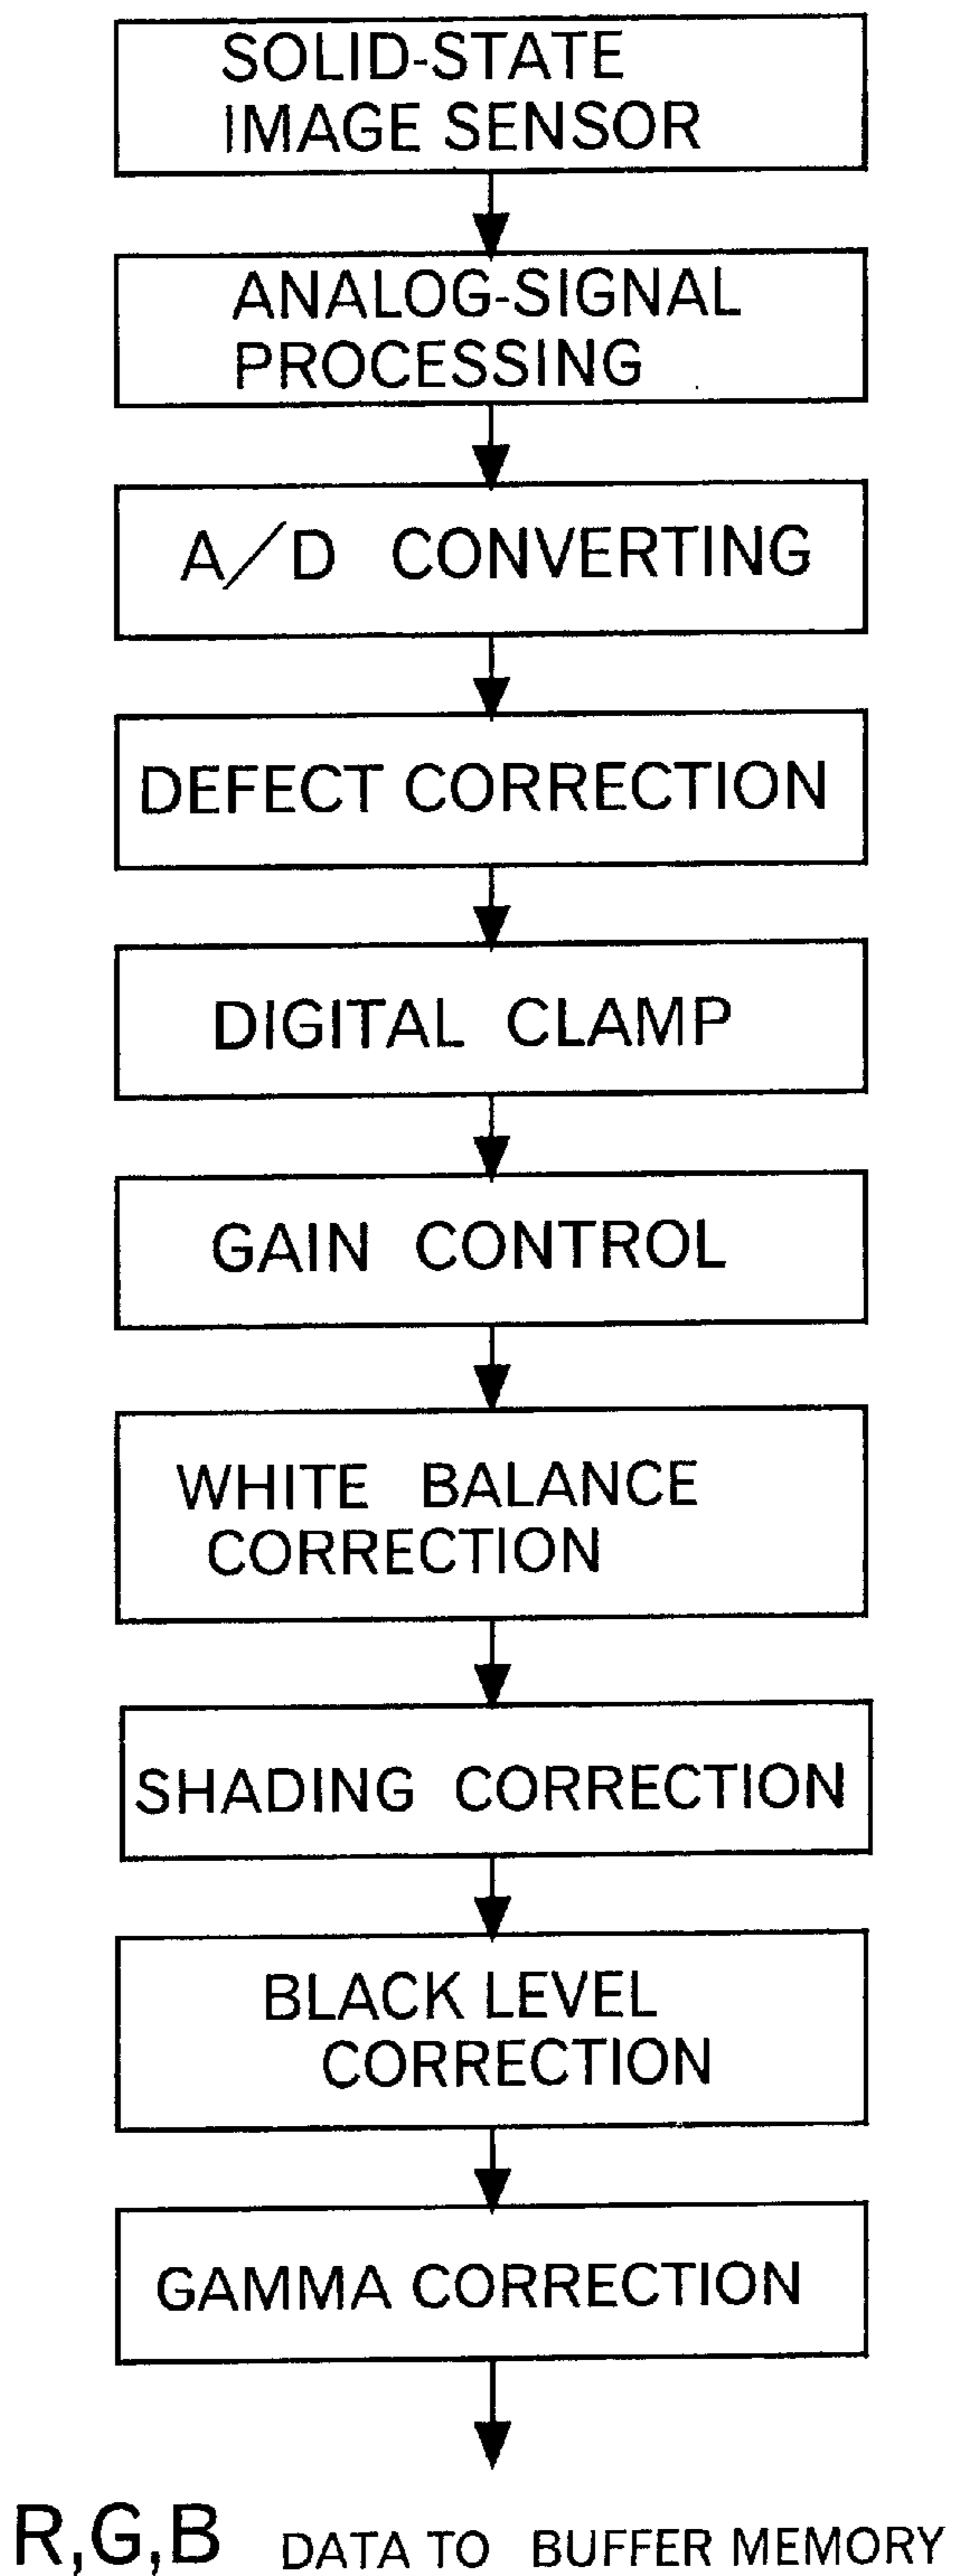 SOLID-STATE
IMAGE SENSOR
ANALOG-SIGNAL
PROCESSING
A/D CONVERTING
DEFECT CORRECTION
DIGITAL CLAMP
GAIN CONTROL
WHITE BALANCE
CORRECTION
SHADING CORRECTION
BLACK LEVEL
CORRECTION
GAMMA CORRECTION
R,G,B DATA TO BUFFER MEMORY